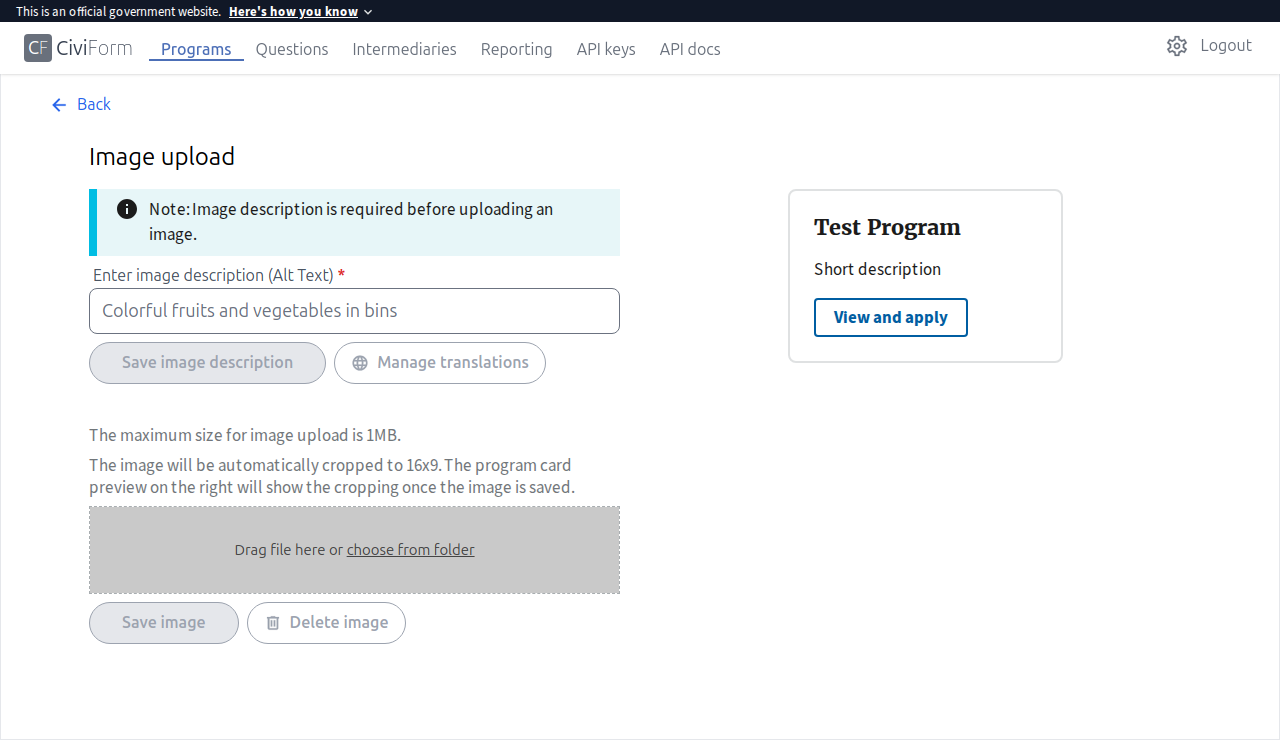 This is an official government website. Here's how you know
CF CiviForm Programs Questions Intermediaries Reporting API keys API docs Logout
Back
Image upload
Note: Image description is required before uploading an
image.
Enter image description (Alt Text) *
Colorful fruits and vegetables in bins
Save image description Manage translations
The maximum size for image upload is 1MB.
The image will be automatically cropped to 16x9. The program card
preview on the right will show the cropping once the image is saved.
Drag file here or choose from folder
Save image Delete image
Test Program
Short description
View and apply